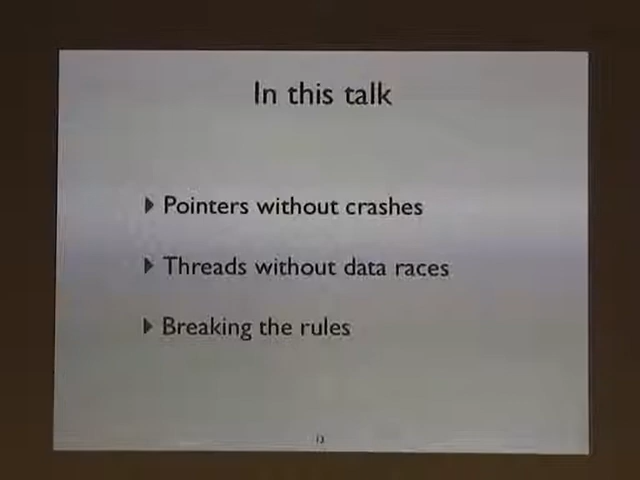 In this talk
Pointers without crashes
Threads without data races
Breaking the rules